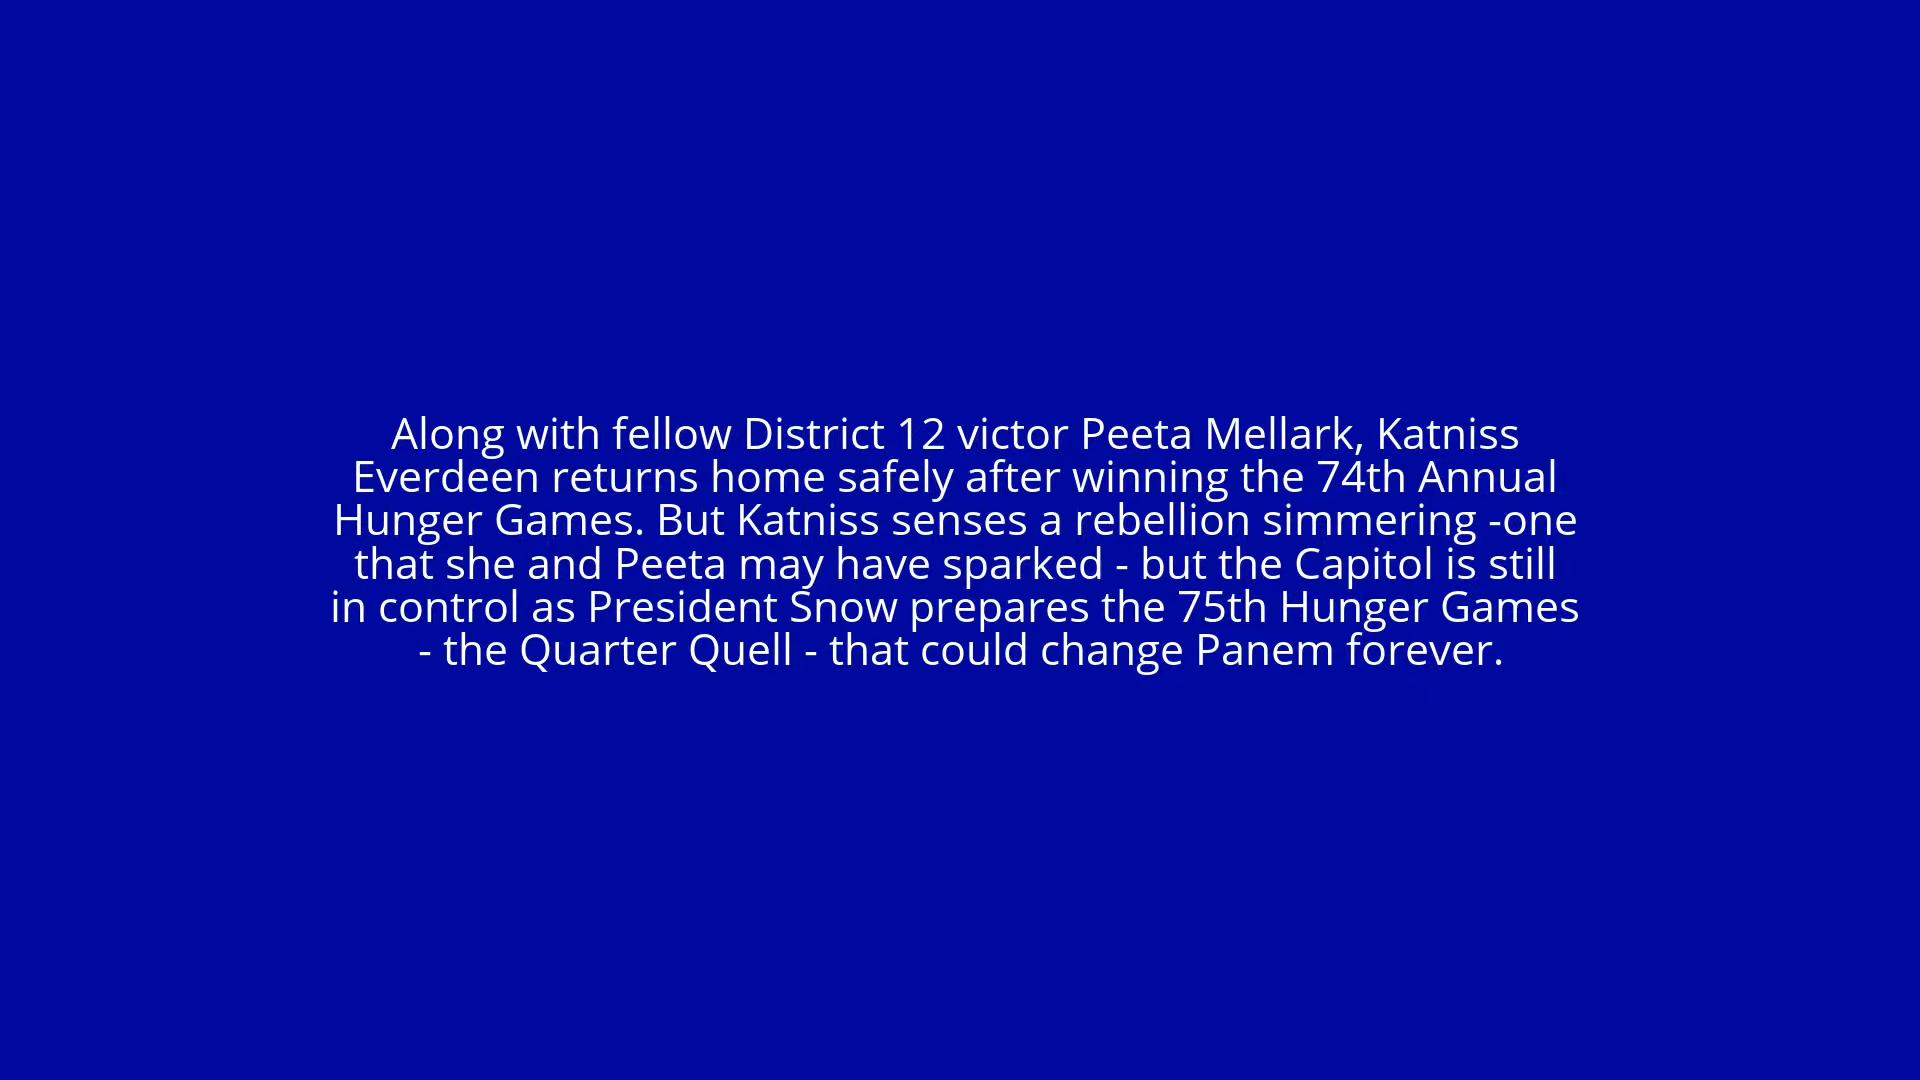 Along with fellow District 12 victor Peeta Mellark, Katniss
Everdeen returns home safely after winning the 74th Annual
Hunger Games. But Katniss senses a rebellion simmering -one
that she and Peeta may have sparked - but the Capitol is still
in control as President Snow prepares the 75th Hunger Games
- the Quarter Quell - that could change Panem forever.